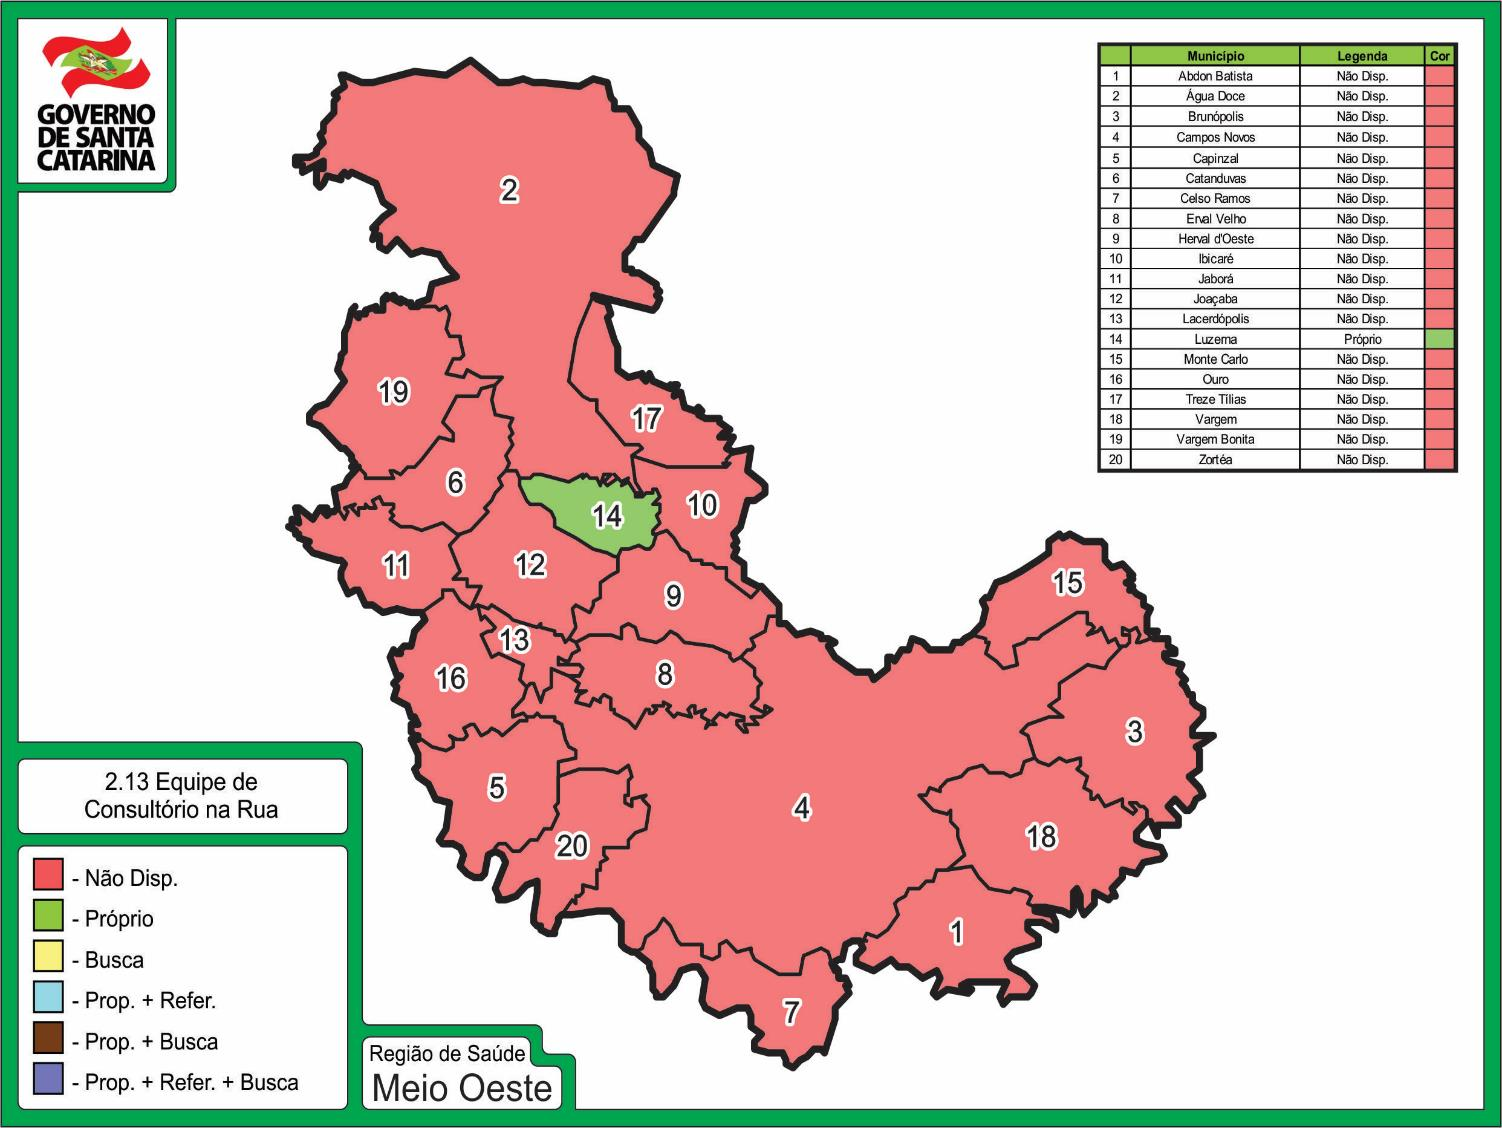 GOVERNO
DE SANTA
CATARINA
Município Legenda Cor
1 Abdon Batista Não Disp.
2 Água Doce Não Disp.
3 Brunópolis Não Disp.
4 Campos Novos Não Disp.
5 Capinzal Não Disp.
6 Catanduvas Não Disp.
7 Celso Ramos Não Disp.
8 Erval Velho Não Disp.
9 Herval d'Oeste Não Disp.
10 Ibicaré Não Disp.
11 Jaborá Não Disp.
12 Joaçaba Não Disp.
13 Lacerdópolis Não Disp.
14 Luzerna Próprio
15 Monte Carlo Não Disp.
16 Ouro Não Disp.
17 Treze Tílias Não Disp.
18 Vargem Não Disp.
19 Vargem Bonita Não Disp.
20 Zortéa Não Disp.
2
19
17
6
10
14
11
12
15
9
13
8
16
3
5
4
18
20
1
7
2.13 Equipe de
Consultório na Rua
- Não Disp.
- Próprio
- Busca
- Prop. + Refer.
- Prop. + Busca
- Prop. + Refer. + Busca
Região de Saúde
Meio Oeste